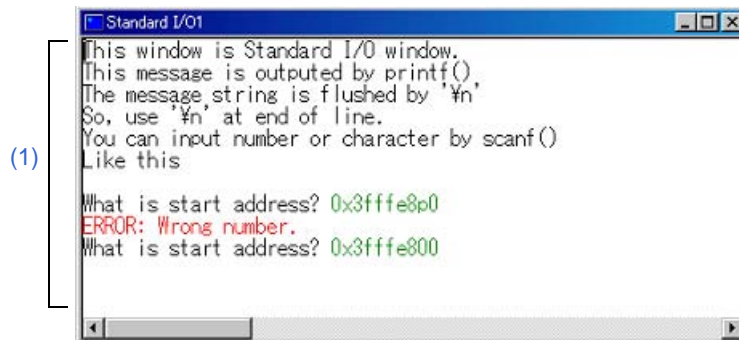 Standard I/O1
This window is Standard I/O window.
This message is outputed by printf()
The message string is flushed by '¥n'
So, use '¥n' at end of line.
You can input number or character by scanf()
Like this
(1)
What is start address? 0x3fffe8p0
ERROR: Wrong number.
What is start address? 0x3fffe800